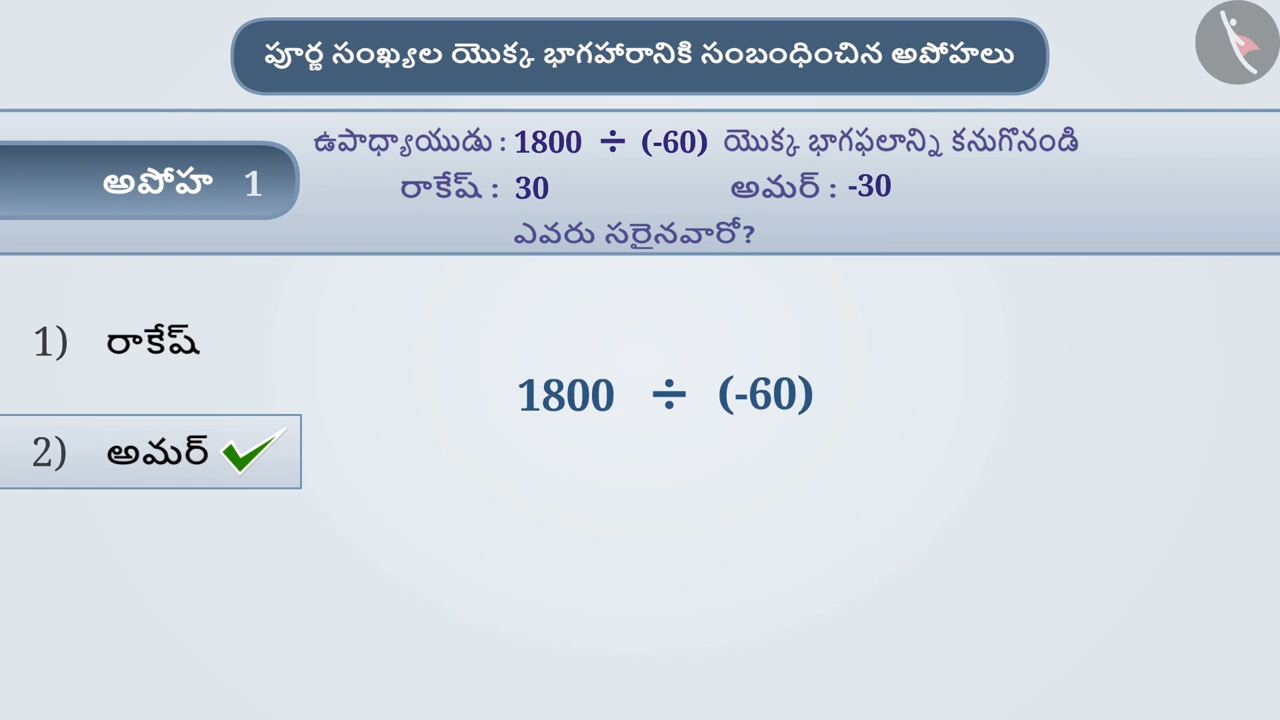 పూర్ణ సంఖ్యల యొక్క భాగహారానికి సంబంధించిన అపోహలు
అపోహ 1
ఉపాధ్యాయుడు : 1800 ÷ (-60) యొక్క భాగఫలాన్ని కనుగొనండి
రాకేష్ : 30 అమర్ : -30
ఎవరు సరైనవారో?
1) రాకేష్
1800 ÷ (-60)
2) అమర్